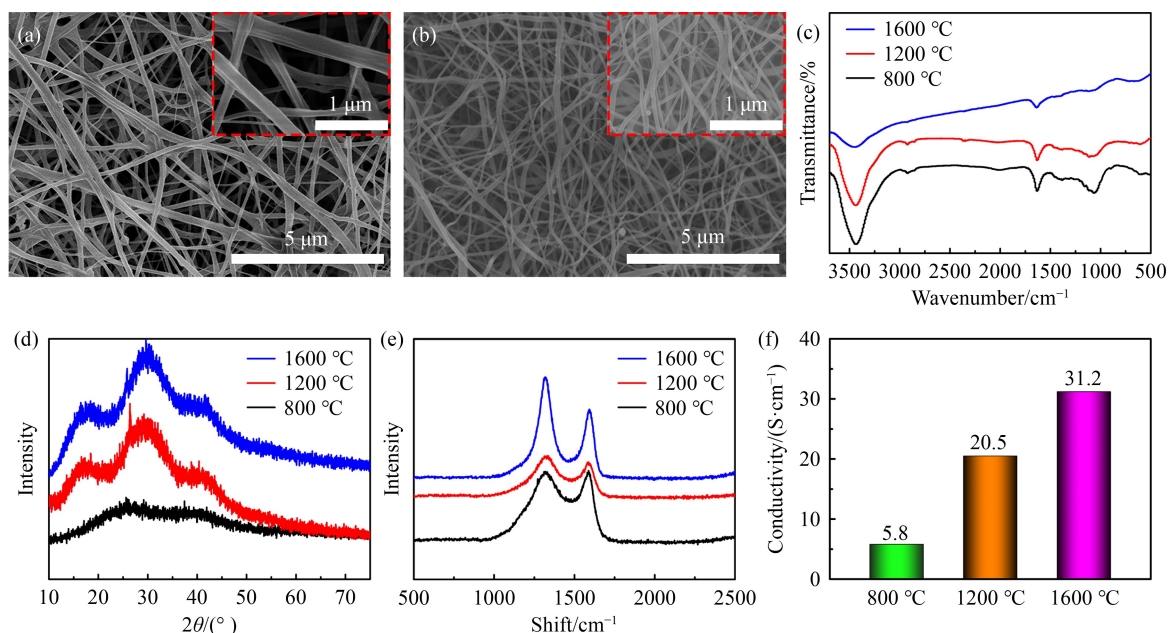 (a)
1 μm
5 μm
(b)
1 μm
5 μm
(c)
1600 ℃
1200 ℃
800 ℃
Transmittance/%
3500 3000 2500 2000 1500 1000 500
Wavenumber/cm⁻¹
(d)
1600 ℃
1200 ℃
800 ℃
Intensity
10 20 30 40 50 60 70
2θ/(° )
(e)
1600 ℃
1200 ℃
800 ℃
Intensity
500 1000 1500 2000 2500
Shift/cm⁻¹
(f)
Conductivity/(S·cm⁻¹)
40
30
20
10
0
5.8
20.5
31.2
800 ℃ 1200 ℃ 1600 ℃